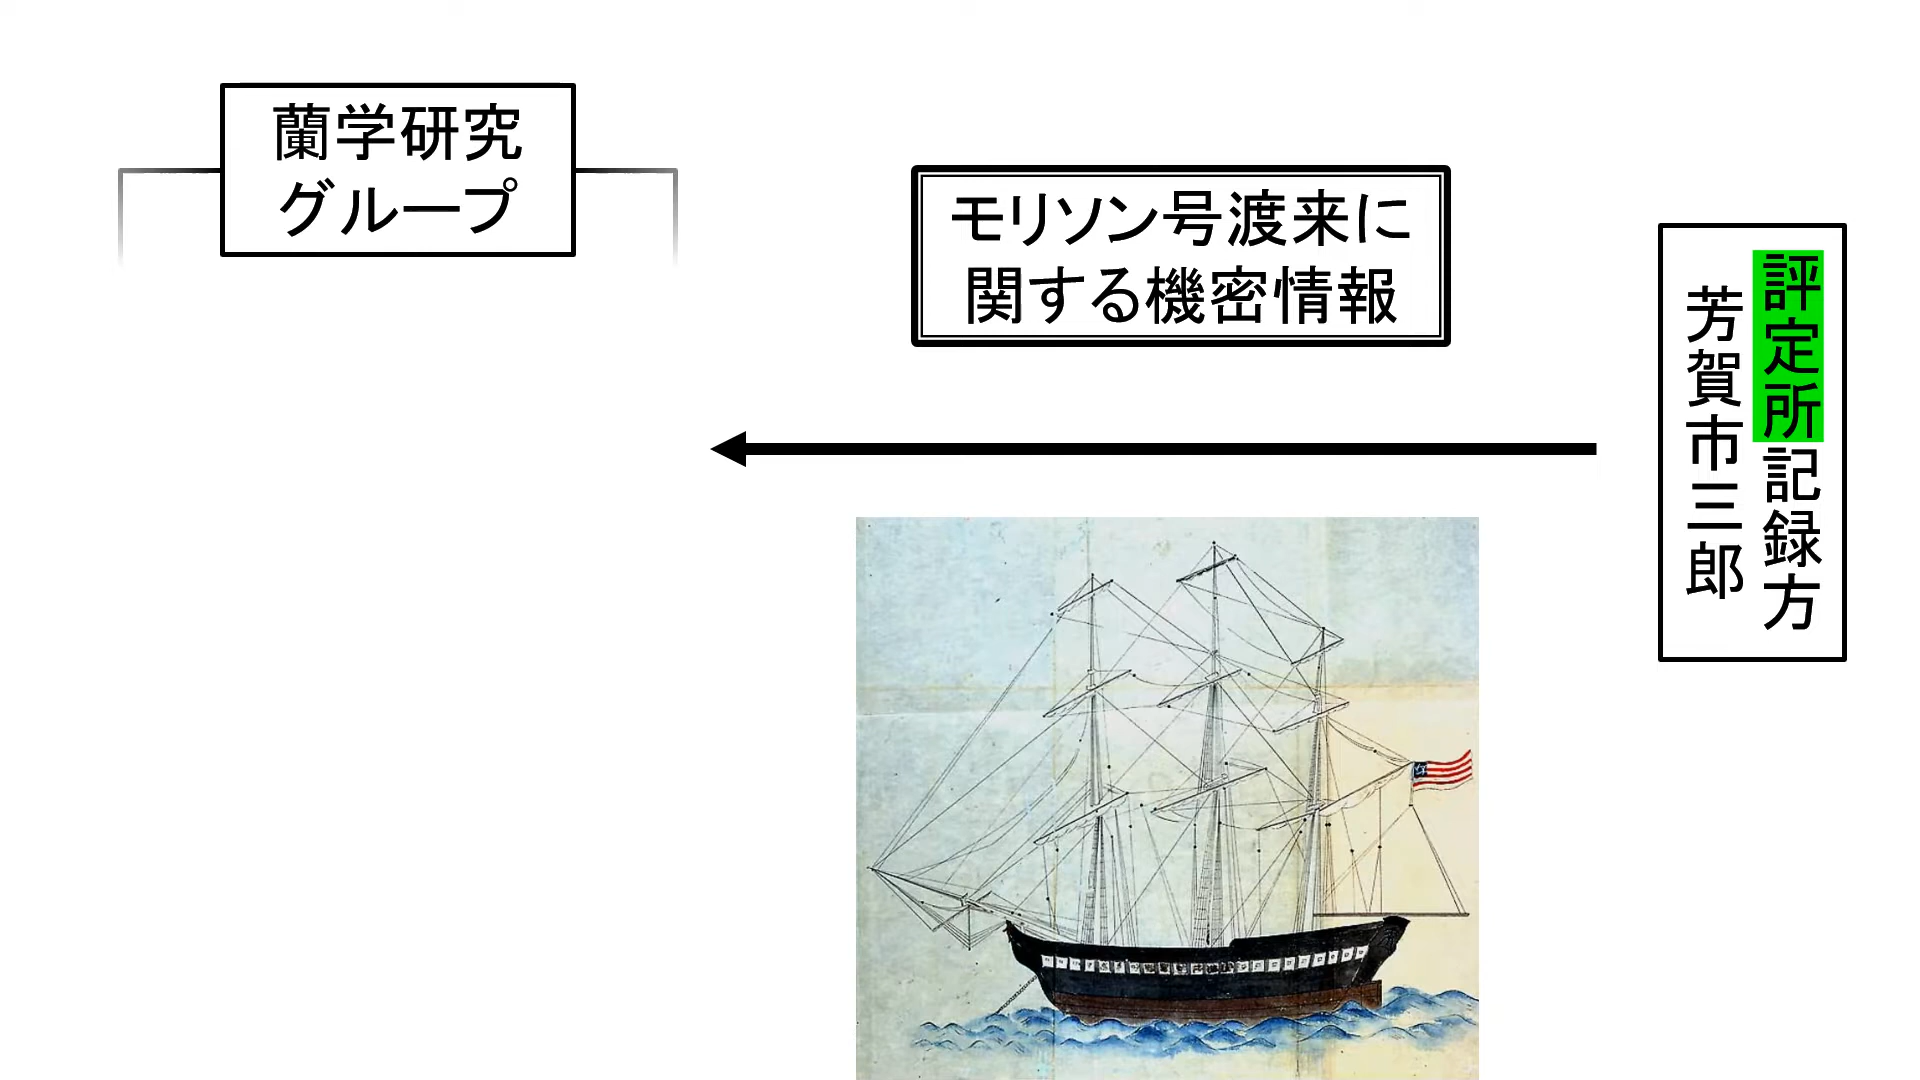 蘭学研究
グループ
モリソン号渡来に
関する機密情報
評定所記録方
芳賀市三郎